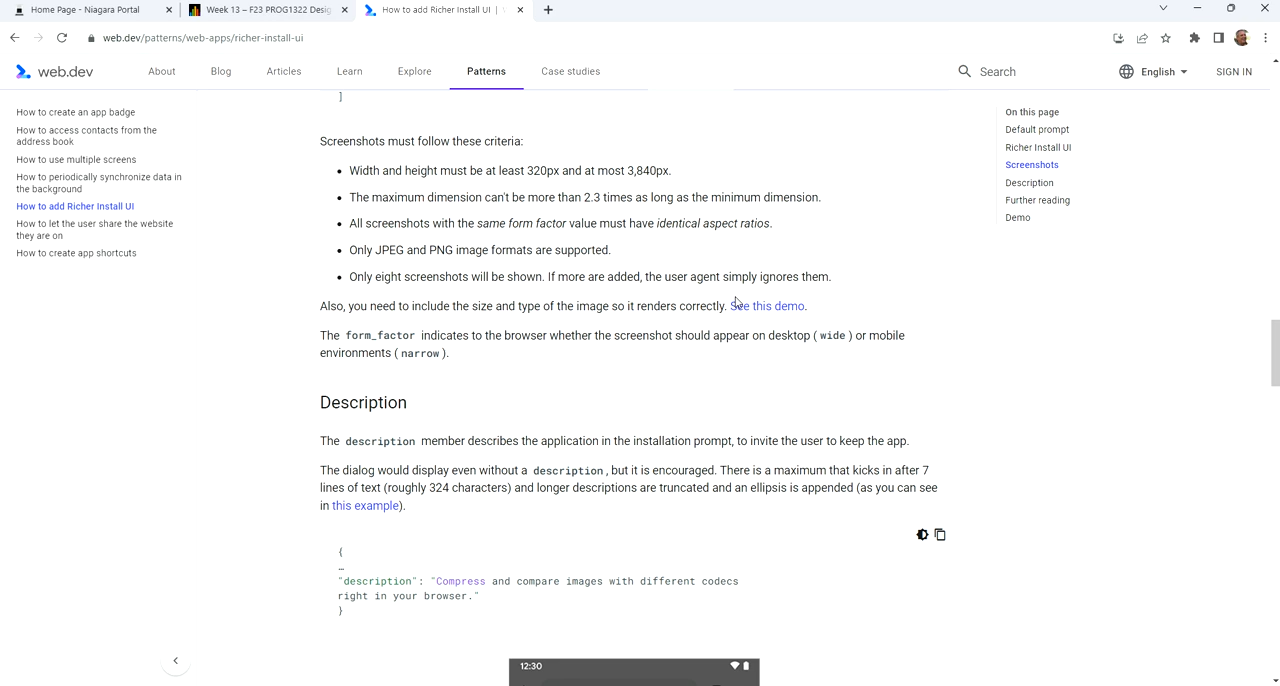 Home Page - Niagara Portal
Week 13 – F23 PROG1322 Desig
How to add Richer Install UI |
web.dev/patterns/web-apps/richer-install-ui
web.dev
About
Blog
Articles
Learn
Explore
Patterns
Case studies
Search
English
SIGN IN
How to create an app badge
How to access contacts from the
address book
How to use multiple screens
How to periodically synchronize data in
the background
How to add Richer Install UI
How to let the user share the website
they are on
How to create app shortcuts
]
Screenshots must follow these criteria:
• Width and height must be at least 320px and at most 3,840px.
• The maximum dimension can't be more than 2.3 times as long as the minimum dimension.
• All screenshots with the same form factor value must have identical aspect ratios.
• Only JPEG and PNG image formats are supported.
• Only eight screenshots will be shown. If more are added, the user agent simply ignores them.
Also, you need to include the size and type of the image so it renders correctly. See this demo.
The form_factor indicates to the browser whether the screenshot should appear on desktop ( wide ) or mobile
environments ( narrow ).
Description
The description member describes the application in the installation prompt, to invite the user to keep the app.
The dialog would display even without a description, but it is encouraged. There is a maximum that kicks in after 7
lines of text (roughly 324 characters) and longer descriptions are truncated and an ellipsis is appended (as you can see
in this example).
{
…
"description": "Compress and compare images with different codecs
right in your browser."
}
12:30
On this page
Default prompt
Richer Install UI
Screenshots
Description
Further reading
Demo